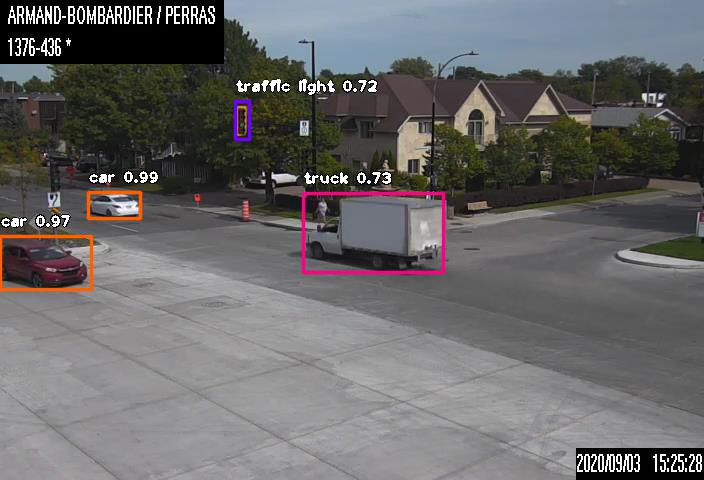 ARMAND-BOMBARDIER / PERRAS
1376-436 *
traffic light 0.72
car 0.99
truck 0.73
car 0.97
2020/09/03 15:25:28